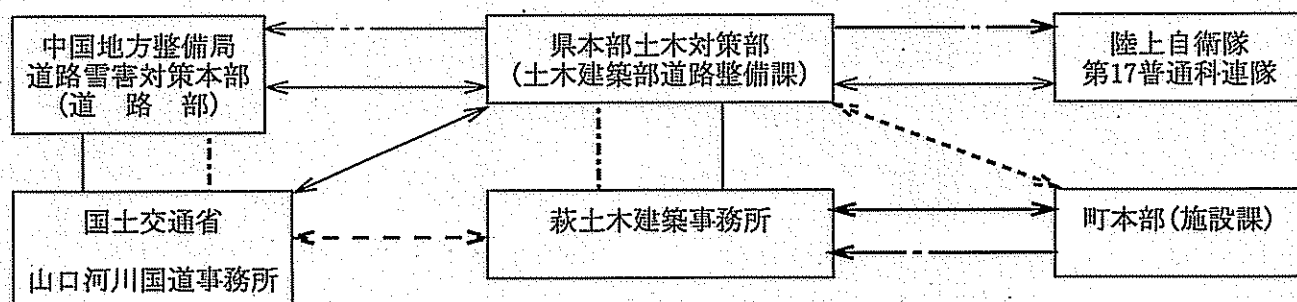 中国地方整備局
道路雪害対策本部
(道路部)
県本部土木対策部
(土木建築部道路整備課)
陸上自衛隊
第17普通科連隊
国土交通省
山口河川国道事務所
萩土木建築事務所
町本部(施設課)